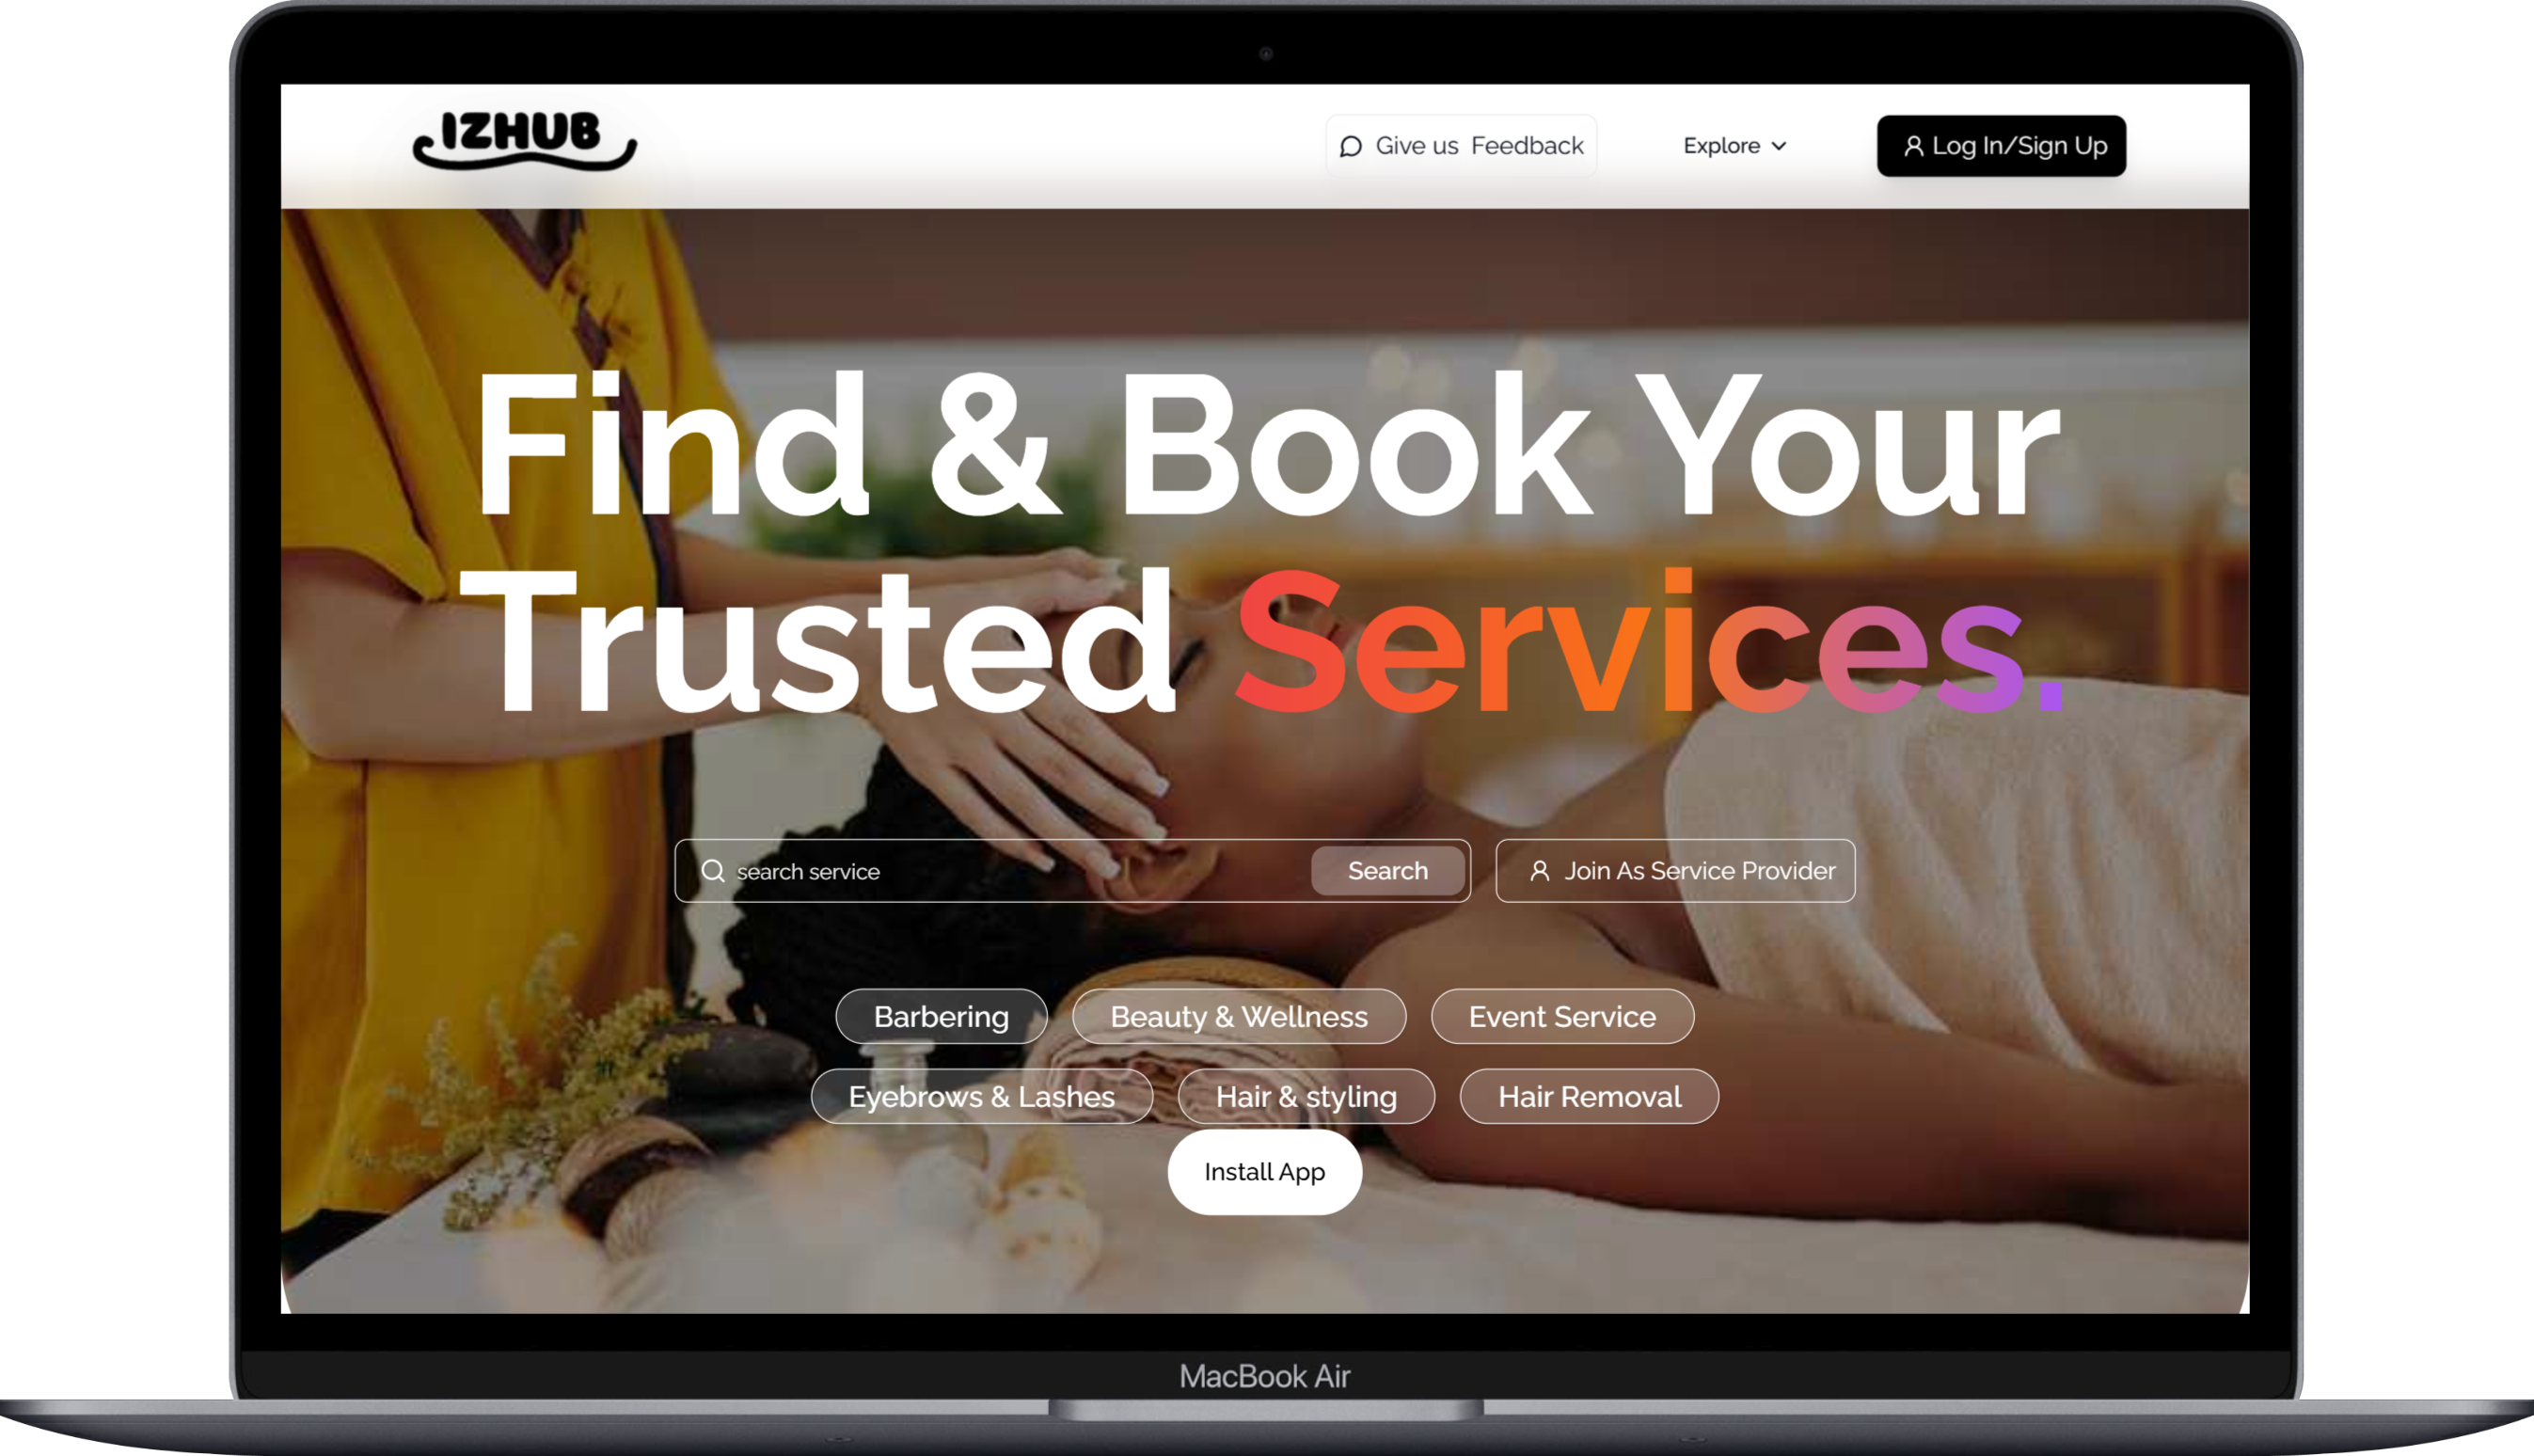 IZHUB
Give us Feedback
Explore
Log In/Sign Up
Find & Book Your
Trusted Services.
search service
Search
Join As Service Provider
Barbering
Beauty & Wellness
Event Service
Eyebrows & Lashes
Hair & styling
Hair Removal
Install App
MacBook Air